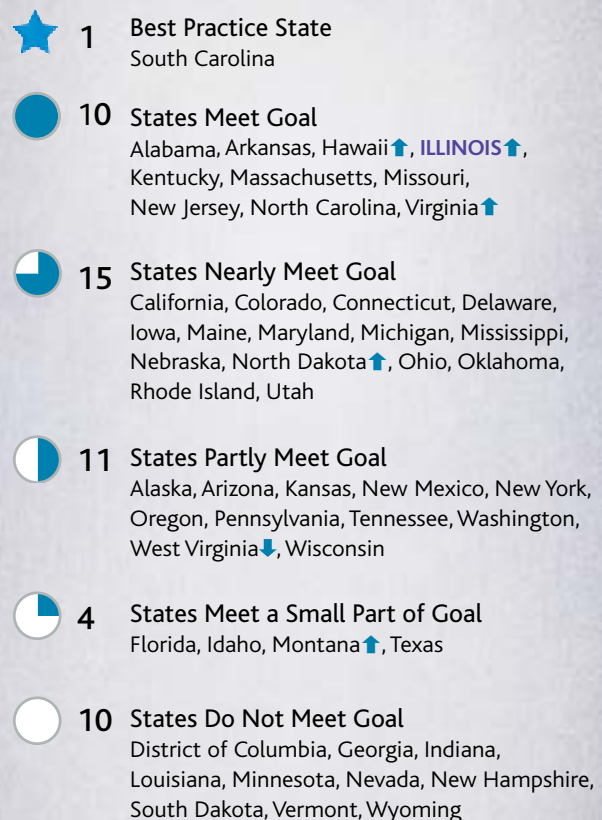 1 Best Practice State
South Carolina
10 States Meet Goal
Alabama, Arkansas, Hawaii⬆, ILLINOIS⬆,
Kentucky, Massachusetts, Missouri,
New Jersey, North Carolina, Virginia⬆
15 States Nearly Meet Goal
California, Colorado, Connecticut, Delaware,
Iowa, Maine, Maryland, Michigan, Mississippi,
Nebraska, North Dakota⬆, Ohio, Oklahoma,
Rhode Island, Utah
11 States Partly Meet Goal
Alaska, Arizona, Kansas, New Mexico, New York,
Oregon, Pennsylvania, Tennessee, Washington,
West Virginia⬇, Wisconsin
4 States Meet a Small Part of Goal
Florida, Idaho, Montana⬆, Texas
10 States Do Not Meet Goal
District of Columbia, Georgia, Indiana,
Louisiana, Minnesota, Nevada, New Hampshire,
South Dakota, Vermont, Wyoming